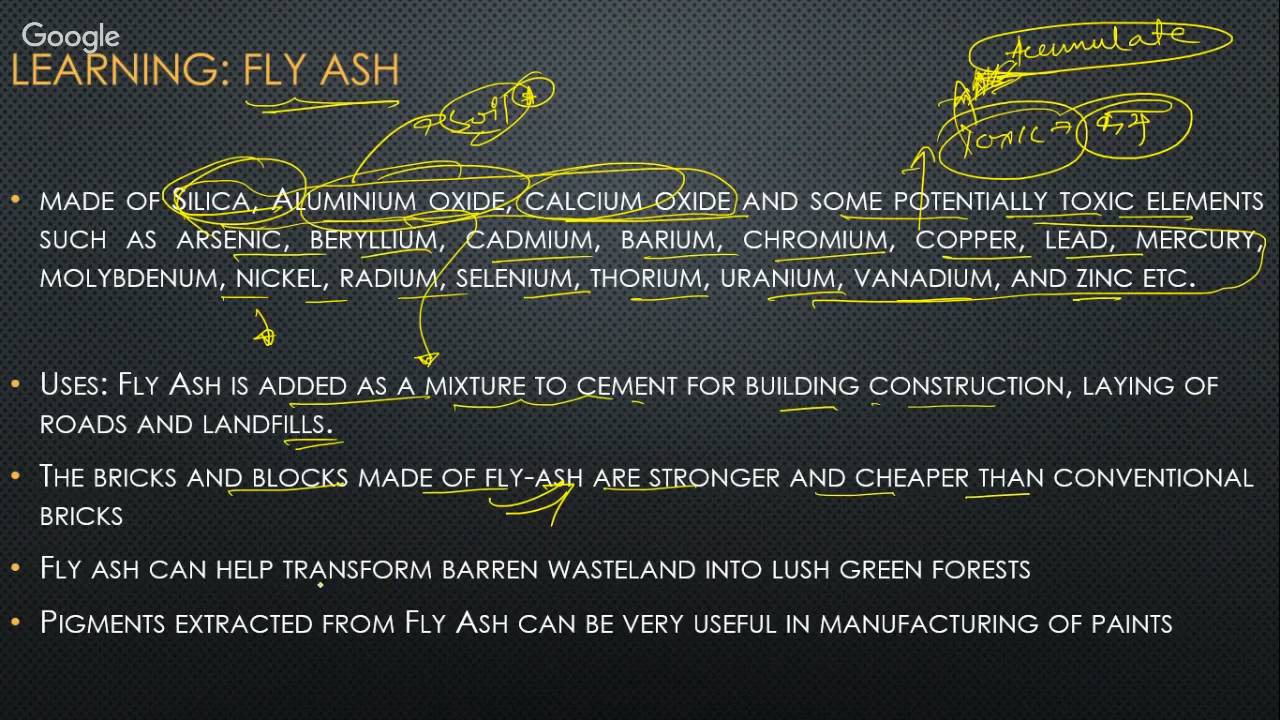 Google
LEARNING: FLY ASH
Accumulate
Soil
Toxic
• MADE OF SILICA, ALUMINIUM OXIDE, CALCIUM OXIDE AND SOME POTENTIALLY TOXIC ELEMENTS
SUCH AS ARSENIC, BERYLLIUM, CADMIUM, BARIUM, CHROMIUM, COPPER, LEAD, MERCURY,
MOLYBDENUM, NICKEL, RADIUM, SELENIUM, THORIUM, URANIUM, VANADIUM, AND ZINC ETC.
• USES: FLY ASH IS ADDED AS A MIXTURE TO CEMENT FOR BUILDING CONSTRUCTION, LAYING OF
ROADS AND LANDFILLS.
• THE BRICKS AND BLOCKS MADE OF FLY-ASH ARE STRONGER AND CHEAPER THAN CONVENTIONAL
BRICKS
• FLY ASH CAN HELP TRANSFORM BARREN WASTELAND INTO LUSH GREEN FORESTS
• PIGMENTS EXTRACTED FROM FLY ASH CAN BE VERY USEFUL IN MANUFACTURING OF PAINTS